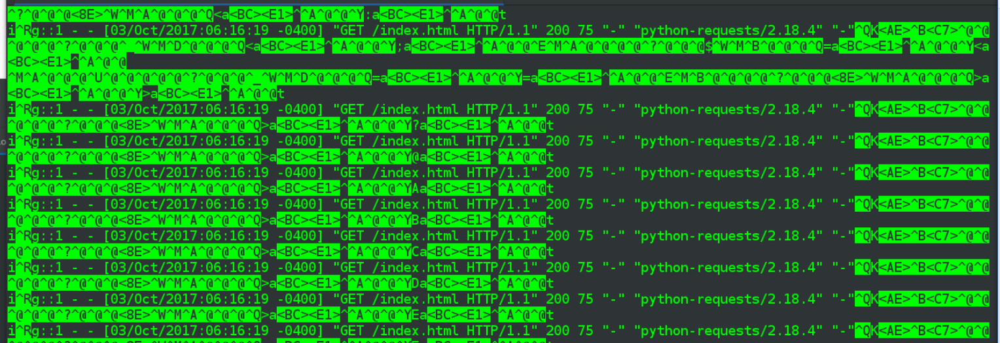 ^?^@^@^@<8E>^W^M^A^@^@^@^Q<a<BC><E1>^^A^@^@^Y:a<BC><E1>^^A^@^@t
i^Rg::1 - - [03/Oct/2017:06:16:19 -0400] "GET /index.html HTTP/1.1" 200 75 "-" "python-requests/2.18.4" "-"^QK<AE>^B<C7>^@^@
^@^@^@^?^@^@^@^_^W^M^D^@^@^@^Q<a<BC><E1>^^A^@^@^Y;a<BC><E1>^^A^@^@^E^M^A^@^@^@^@^?^@^@^@$^W^M^B^@^@^@^Q=a<BC><E1>^^A^@^@^Y<a
<BC><E1>^^A^@^@
^M^A^@^@^@^U^@^@^@^@^@^?^@^@^@^_^W^M^D^@^@^@^Q=a<BC><E1>^^A^@^@^Y=a<BC><E1>^^A^@^@^E^M^B^@^@^@^@^?^@^@^@<8E>^W^M^A^@^@^@^Q>a
<BC><E1>^^A^@^@^Y>a<BC><E1>^^A^@^@t
i^Rg::1 - - [03/Oct/2017:06:16:19 -0400] "GET /index.html HTTP/1.1" 200 75 "-" "python-requests/2.18.4" "-"^QK<AE>^B<C7>^@^@
^@^@^@^?^@^@^@<8E>^W^M^A^@^@^@^Q>a<BC><E1>^^A^@^@^Y?a<BC><E1>^^A^@^@t
i^Rg::1 - - [03/Oct/2017:06:16:19 -0400] "GET /index.html HTTP/1.1" 200 75 "-" "python-requests/2.18.4" "-"^QK<AE>^B<C7>^@^@
^@^@^@^?^@^@^@<8E>^W^M^A^@^@^@^Q>a<BC><E1>^^A^@^@^Y@a<BC><E1>^^A^@^@t
i^Rg::1 - - [03/Oct/2017:06:16:19 -0400] "GET /index.html HTTP/1.1" 200 75 "-" "python-requests/2.18.4" "-"^QK<AE>^B<C7>^@^@
^@^@^@^?^@^@^@<8E>^W^M^A^@^@^@^Q>a<BC><E1>^^A^@^@^YAa<BC><E1>^^A^@^@t
i^Rg::1 - - [03/Oct/2017:06:16:19 -0400] "GET /index.html HTTP/1.1" 200 75 "-" "python-requests/2.18.4" "-"^QK<AE>^B<C7>^@^@
^@^@^@^?^@^@^@<8E>^W^M^A^@^@^@^Q>a<BC><E1>^^A^@^@^YBa<BC><E1>^^A^@^@t
i^Rg::1 - - [03/Oct/2017:06:16:19 -0400] "GET /index.html HTTP/1.1" 200 75 "-" "python-requests/2.18.4" "-"^QK<AE>^B<C7>^@^@
^@^@^@^?^@^@^@<8E>^W^M^A^@^@^@^Q>a<BC><E1>^^A^@^@^YCa<BC><E1>^^A^@^@t
i^Rg::1 - - [03/Oct/2017:06:16:19 -0400] "GET /index.html HTTP/1.1" 200 75 "-" "python-requests/2.18.4" "-"^QK<AE>^B<C7>^@^@
^@^@^@^?^@^@^@<8E>^W^M^A^@^@^@^Q>a<BC><E1>^^A^@^@^YDa<BC><E1>^^A^@^@t
i^Rg::1 - - [03/Oct/2017:06:16:19 -0400] "GET /index.html HTTP/1.1" 200 75 "-" "python-requests/2.18.4" "-"^QK<AE>^B<C7>^@^@
^@^@^@^?^@^@^@<8E>^W^M^A^@^@^@^Q>a<BC><E1>^^A^@^@^YEa<BC><E1>^^A^@^@t
i^Rg::1 - - [03/Oct/2017:06:16:19 -0400] "GET /index.html HTTP/1.1" 200 75 "-" "python-requests/2.18.4" "-"^QK<AE>^B<C7>^@^@